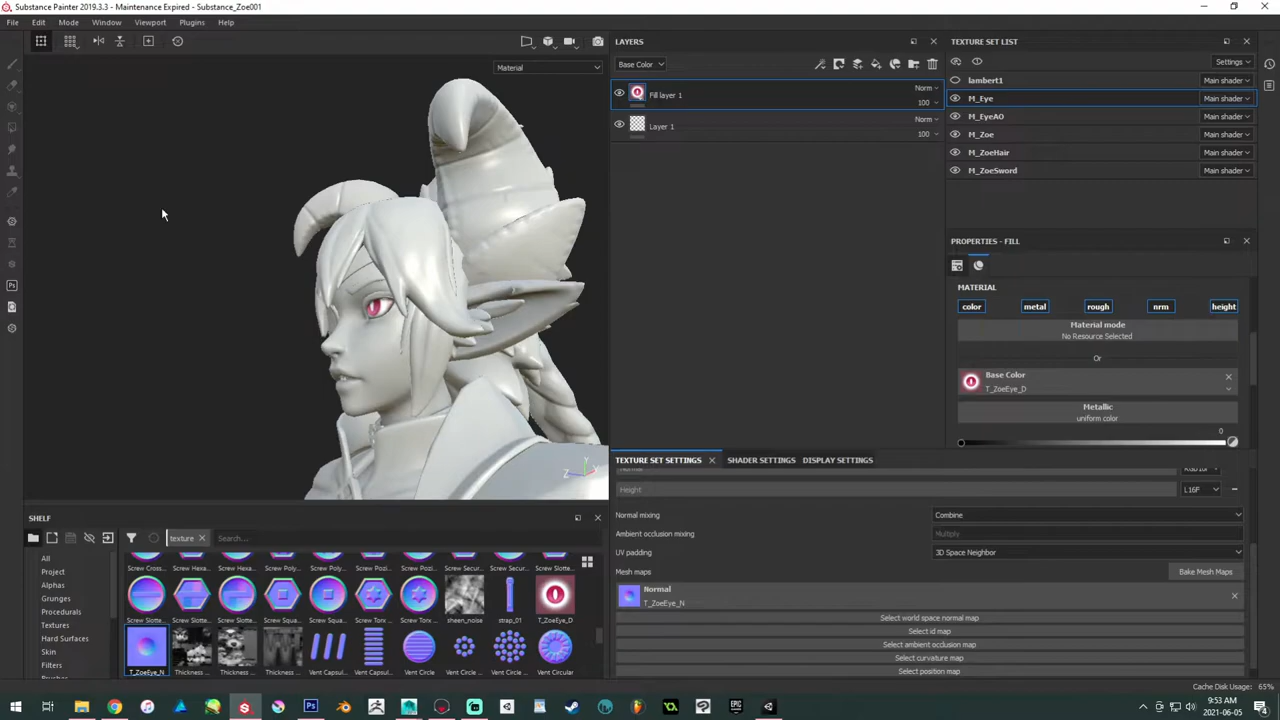 Substance Painter 2019.3.3 - Maintenance Expired - Substance_Zoe001
File Edit Mode Window Viewport Plugins Help
Material
LAYERS
Base Color
Fill layer 1
Norm
100
Layer 1
Norm
100
TEXTURE SET LIST
Settings
lambert1 Main shader
M_Eye Main shader
M_EyeAO Main shader
M_Zoe Main shader
M_ZoeHair Main shader
M_ZoeSword Main shader
PROPERTIES - FILL
MATERIAL
color metal rough nrm height
Material mode
No Resource Selected
Or
Base Color
T_ZoeEye_D
Metallic
uniform color
0
TEXTURE SET SETTINGS SHADER SETTINGS DISPLAY SETTINGS
Height L16F
Normal mixing Combine
Ambient occlusion mixing Multiply
UV padding 3D Space Neighbor
Mesh maps Bake Mesh Maps
Normal
T_ZoeEye_N
Select world space normal map
Select id map
Select ambient occlusion map
Select curvature map
Select position map
Z Y X
SHELF
texture Search...
All
Project
Alphas
Grunges
Procedurals
Textures
Hard Surfaces
Skin
Filters
Screw Cross... Screw Hexa... Screw Hexa... Screw Poly... Screw Pozi... Screw Pozi... Screw Secur... Screw Secur... Screw Slotte...
Screw Slotte... Screw Slotte... Screw Slotte... Screw Squa... Screw Squa... Screw Torx ... Screw Torx ... sheen_noise strap_01 T_ZoeEye_D
T_ZoeEye_N Thickness ... Thickness ... Thickness ... Vent Capsul... Vent Capsul... Vent Circle Vent Circle ... Vent Circle ... Vent Circular
Cache Disk Usage: 65%
Ps
9:53 AM
2021-06-05